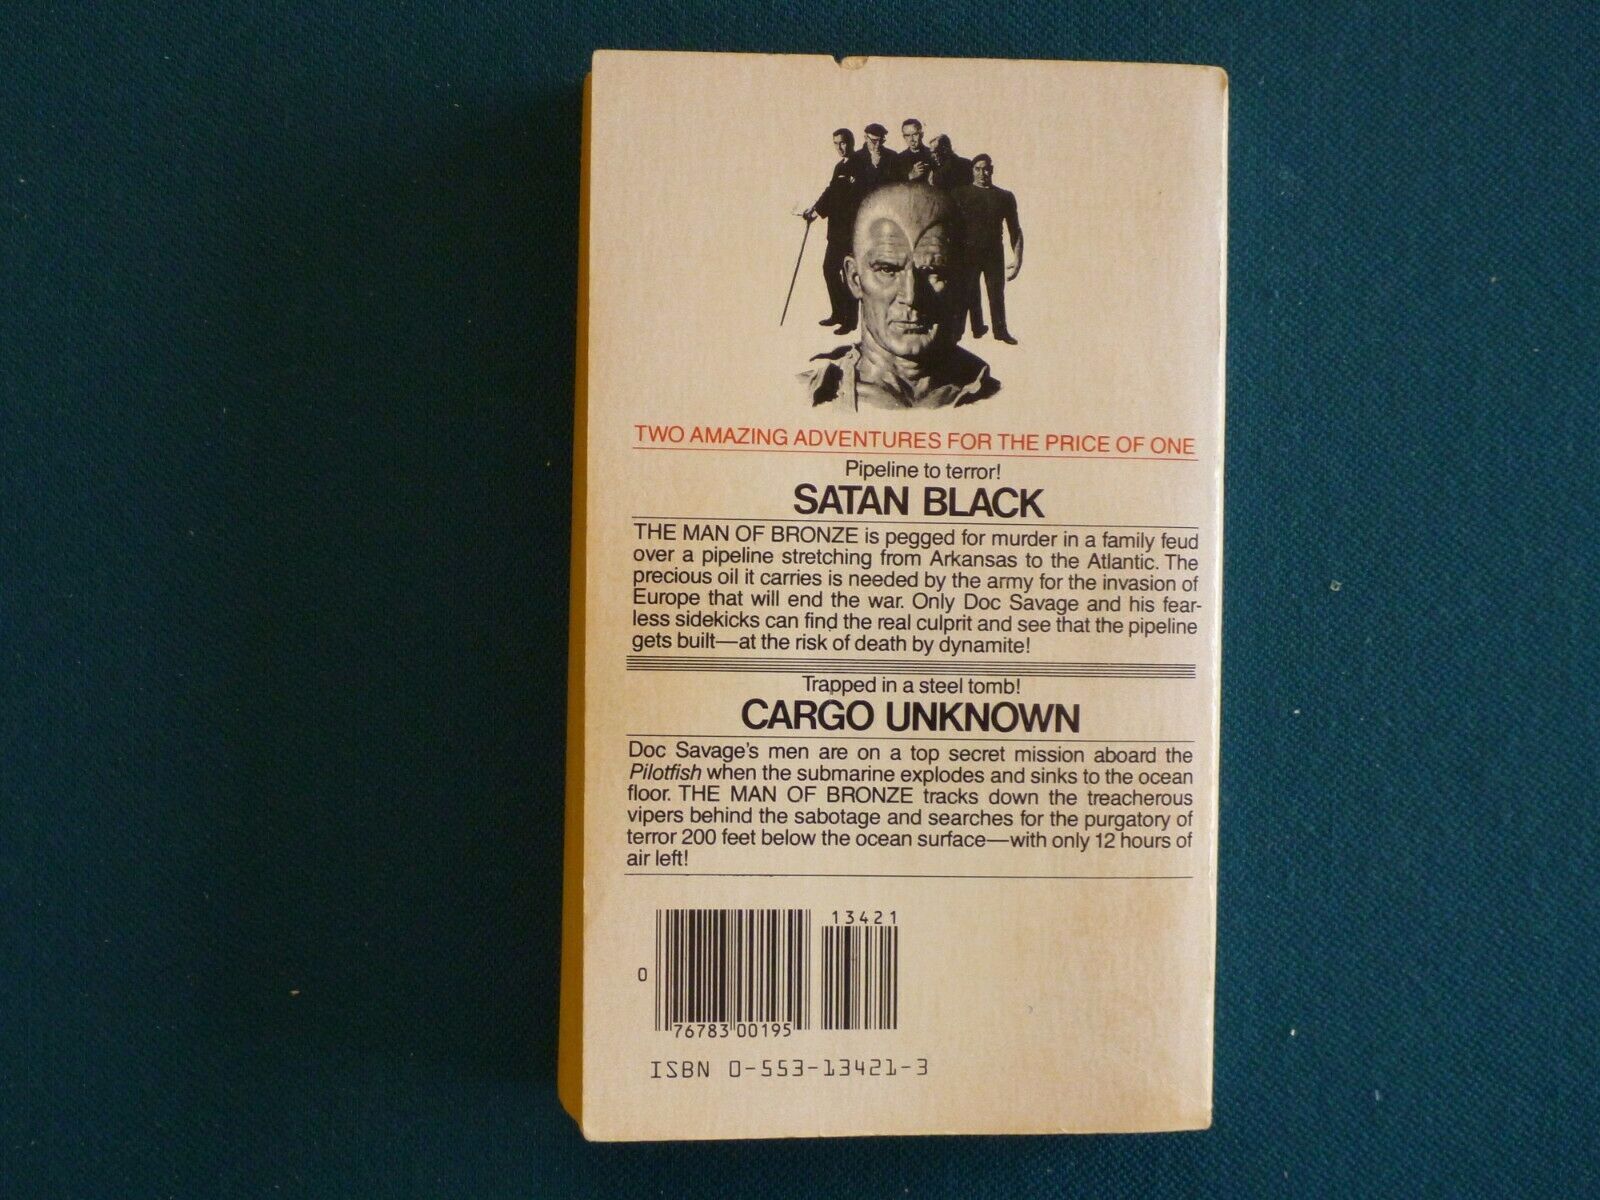 TWO AMAZING ADVENTURES FOR THE PRICE OF ONE
Pipeline to terror!
SATAN BLACK
THE MAN OF BRONZE is pegged for murder in a family feud
over a pipeline stretching from Arkansas to the Atlantic. The
precious oil it carries is needed by the army for the invasion of
Europe that will end the war. Only Doc Savage and his fear-
less sidekicks can find the real culprit and see that the pipeline
gets built—at the risk of death by dynamite!
Trapped in a steel tomb!
CARGO UNKNOWN
Doc Savage's men are on a top secret mission aboard the
Pilotfish when the submarine explodes and sinks to the ocean
floor. THE MAN OF BRONZE tracks down the treacherous
vipers behind the sabotage and searches for the purgatory of
terror 200 feet below the ocean surface—with only 12 hours of
air left!
13421
0
76783 00195
ISBN 0-553-13421-3